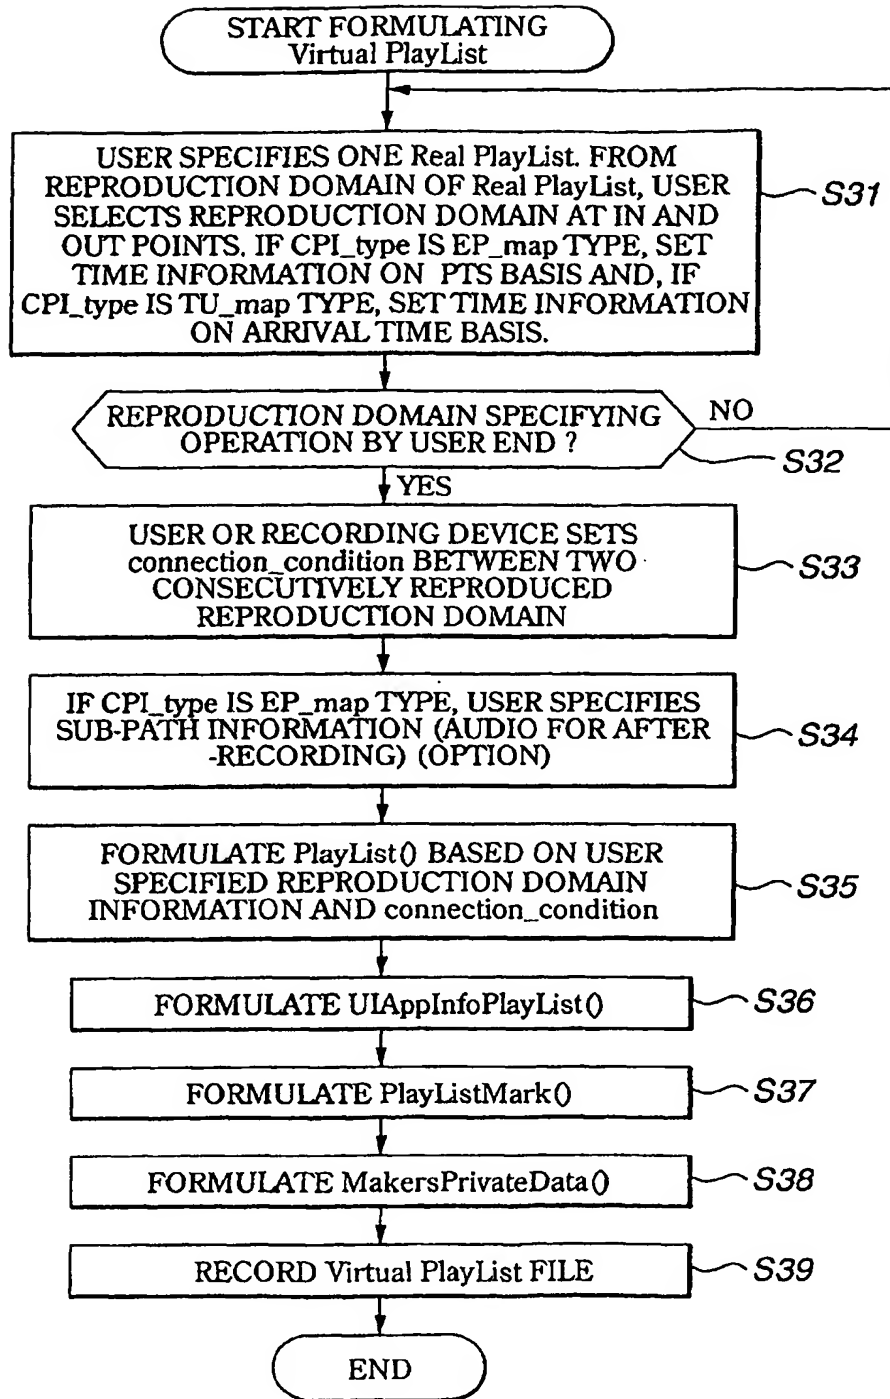 START FORMULATING
Virtual PlayList
USER SPECIFIES ONE Real PlayList. FROM
REPRODUCTION DOMAIN OF Real PlayList, USER
SELECTS REPRODUCTION DOMAIN AT IN AND
OUT POINTS. IF CPI_type IS EP_map TYPE, SET
TIME INFORMATION ON PTS BASIS AND, IF
CPI_type IS TU_map TYPE, SET TIME INFORMATION
ON ARRIVAL TIME BASIS.
S31
REPRODUCTION DOMAIN SPECIFYING
OPERATION BY USER END ?
NO
S32
YES
USER OR RECORDING DEVICE SETS
connection_condition BETWEEN TWO
CONSECUTIVELY REPRODUCED
REPRODUCTION DOMAIN
S33
IF CPI_type IS EP_map TYPE, USER SPECIFIES
SUB-PATH INFORMATION (AUDIO FOR AFTER
-RECORDING) (OPTION)
S34
FORMULATE PlayList() BASED ON USER
SPECIFIED REPRODUCTION DOMAIN
INFORMATION AND connection_condition
S35
FORMULATE UIAppInfoPlayList()
S36
FORMULATE PlayListMark()
S37
FORMULATE MakersPrivateData()
S38
RECORD Virtual PlayList FILE
S39
END